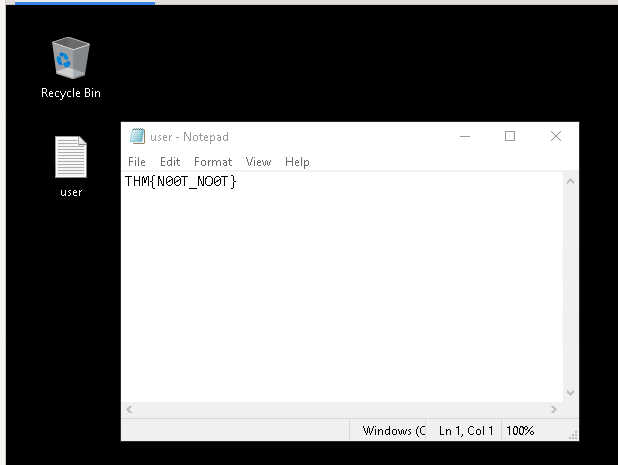 Recycle Bin
user
user - Notepad
File Edit Format View Help
THM{N00T_NO0T}
Windows (C Ln 1, Col 1 100%